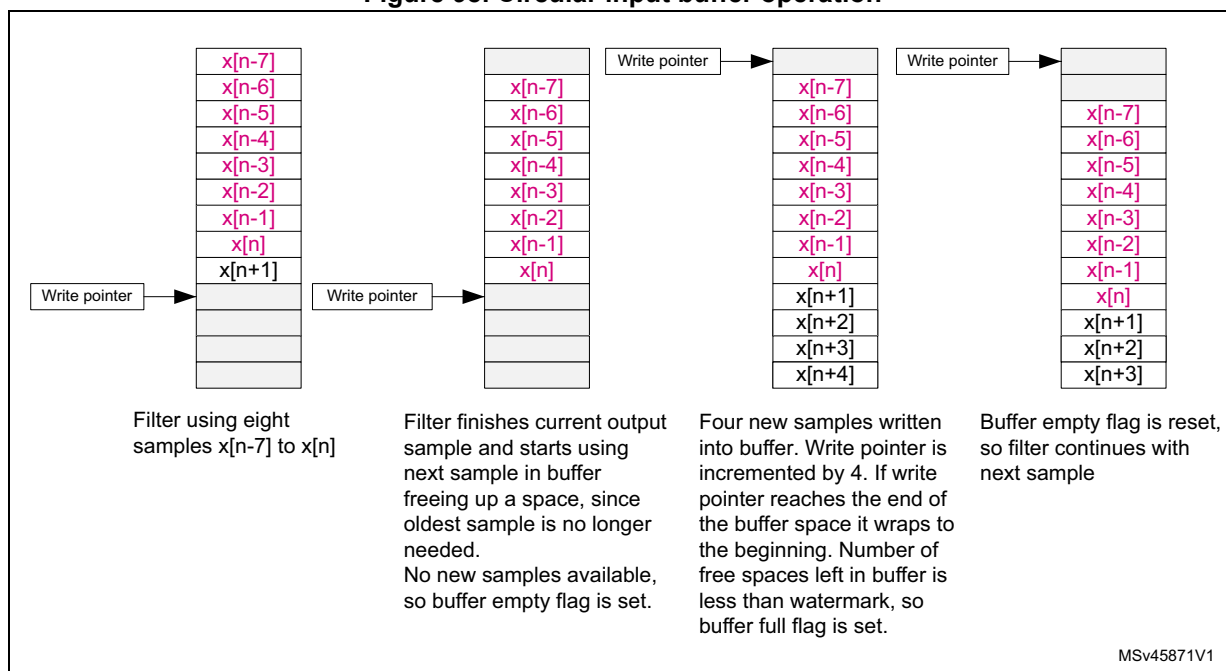 Write pointer
x[n-7]
x[n-6]
x[n-5]
x[n-4]
x[n-3]
x[n-2]
x[n-1]
x[n]
x[n+1]
Filter using eight
samples x[n-7] to x[n]
Write pointer
x[n-7]
x[n-6]
x[n-5]
x[n-4]
x[n-3]
x[n-2]
x[n-1]
x[n]
Filter finishes current output
sample and starts using
next sample in buffer
freeing up a space, since
oldest sample is no longer
needed.
No new samples available,
so buffer empty flag is set.
Write pointer
x[n-7]
x[n-6]
x[n-5]
x[n-4]
x[n-3]
x[n-2]
x[n-1]
x[n]
x[n+1]
x[n+2]
x[n+3]
x[n+4]
Four new samples written
into buffer. Write pointer is
incremented by 4. If write
pointer reaches the end of
the buffer space it wraps to
the beginning. Number of
free spaces left in buffer is
less than watermark, so
buffer full flag is set.
Write pointer
x[n-7]
x[n-6]
x[n-5]
x[n-4]
x[n-3]
x[n-2]
x[n-1]
x[n]
x[n+1]
x[n+2]
x[n+3]
Buffer empty flag is reset,
so filter continues with
next sample
MSv45871V1